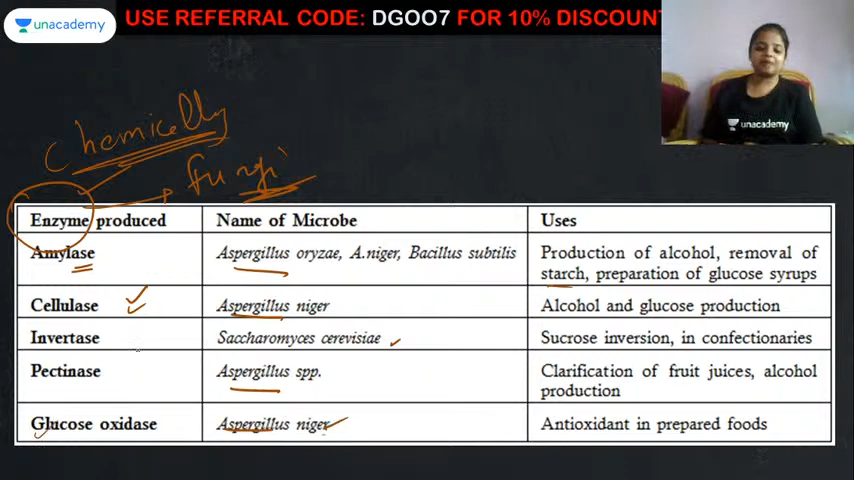 unacademy
USE REFERRAL CODE: DGOO7 FOR 10% DISCOUNT
unacademy
Chemically
fungi
Enzyme produced Name of Microbe Uses
Amylase Aspergillus oryzae, A.niger, Bacillus subtilis Production of alcohol, removal of
starch, preparation of glucose syrups
Cellulase Aspergillus niger Alcohol and glucose production
Invertase Saccharomyces cerevisiae Sucrose inversion, in confectionaries
Pectinase Aspergillus spp. Clarification of fruit juices, alcohol
production
Glucose oxidase Aspergillus niger Antioxidant in prepared foods